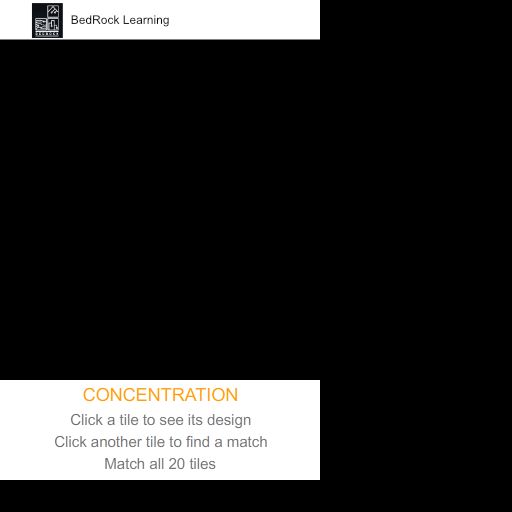 BedRock Learning
CONCENTRATION
Click a tile to see its design
Click another tile to find a match
Match all 20 tiles